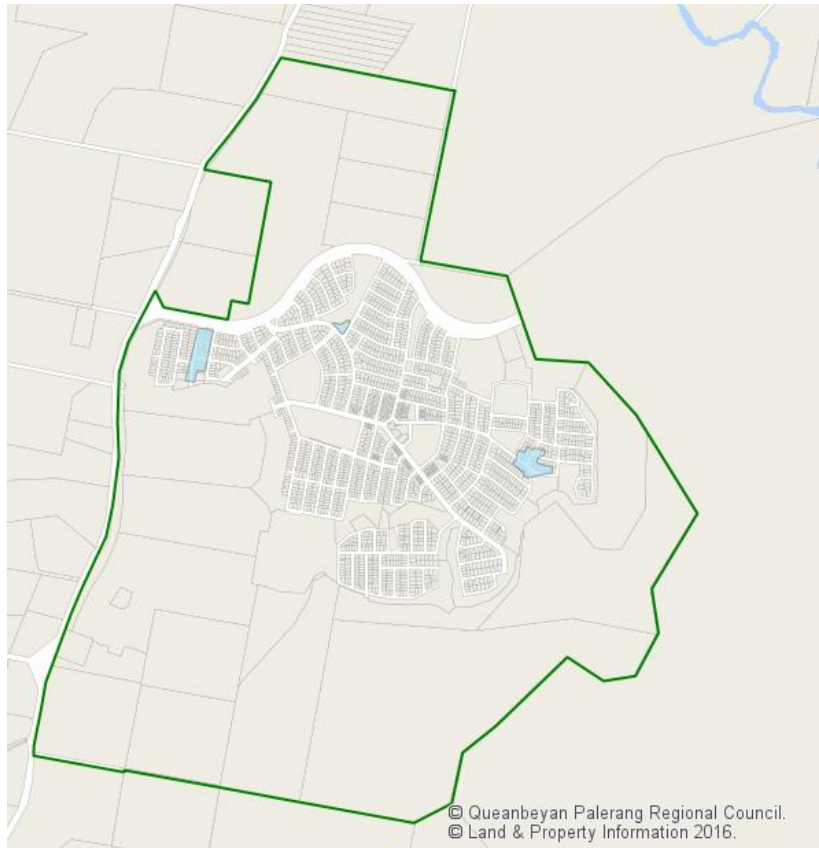 © Queanbeyan Palerang Regional Council.
© Land & Property Information 2016.